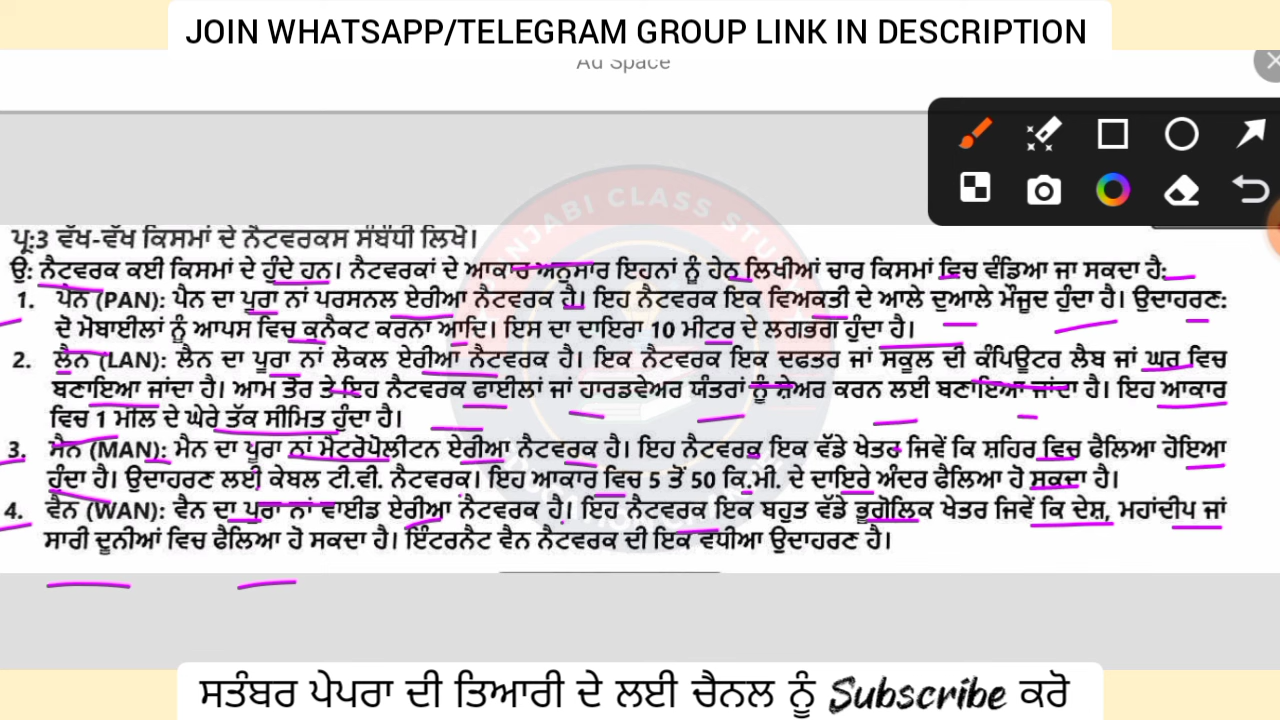 JOIN WHATSAPP/TELEGRAM GROUP LINK IN DESCRIPTION
Ad Space
PUNJABI CLASS STUDY
ਪ੍ਰ:3 ਵੱਖ-ਵੱਖ ਕਿਸਮਾਂ ਦੇ ਨੈੱਟਵਰਕਸ ਸੰਬੰਧੀ ਲਿਖੋ।
ਉ: ਨੈਟਵਰਕ ਕਈ ਕਿਸਮਾਂ ਦੇ ਹੁੰਦੇ ਹਨ। ਨੈਟਵਰਕਾਂ ਦੇ ਆਕਾਰ ਅਨੁਸਾਰ ਇਹਨਾਂ ਨੂੰ ਹੇਠ ਲਿਖੀਆਂ ਚਾਰ ਕਿਸਮਾਂ ਵਿਚ ਵੰਡਿਆ ਜਾ ਸਕਦਾ ਹੈ:
1. ਪੈਨ (PAN): ਪੈਨ ਦਾ ਪੂਰਾ ਨਾਂ ਪਰਸਨਲ ਏਰੀਆ ਨੈਟਵਰਕ ਹੈ। ਇਹ ਨੈਟਵਰਕ ਇਕ ਵਿਅਕਤੀ ਦੇ ਆਲੇ ਦੁਆਲੇ ਮੌਜੂਦ ਹੁੰਦਾ ਹੈ। ਉਦਾਹਰਣ:
ਦੋ ਮੋਬਾਈਲਾਂ ਨੂੰ ਆਪਸ ਵਿਚ ਕਨੈਕਟ ਕਰਨਾ ਆਦਿ। ਇਸ ਦਾ ਦਾਇਰਾ 10 ਮੀਟਰ ਦੇ ਲਗਭਗ ਹੁੰਦਾ ਹੈ।
2. ਲੈਨ (LAN): ਲੈਨ ਦਾ ਪੂਰਾ ਨਾਂ ਲੋਕਲ ਏਰੀਆ ਨੈਟਵਰਕ ਹੈ। ਇਕ ਨੈਟਵਰਕ ਇਕ ਦਫਤਰ ਜਾਂ ਸਕੂਲ ਦੀ ਕੰਪਿਊਟਰ ਲੈਬ ਜਾਂ ਘਰ ਵਿਚ
ਬਣਾਇਆ ਜਾਂਦਾ ਹੈ। ਆਮ ਤੌਰ ਤੇ ਇਹ ਨੈਟਵਰਕ ਫਾਈਲਾਂ ਜਾਂ ਹਾਰਡਵੇਅਰ ਯੰਤਰਾਂ ਨੂੰ ਸ਼ੇਅਰ ਕਰਨ ਲਈ ਬਣਾਇਆ ਜਾਂਦਾ ਹੈ। ਇਹ ਆਕਾਰ
ਵਿਚ 1 ਮੀਲ ਦੇ ਘੇਰੇ ਤੱਕ ਸੀਮਿਤ ਹੁੰਦਾ ਹੈ।
3. ਮੈਨ (MAN): ਮੈਨ ਦਾ ਪੂਰਾ ਨਾਂ ਮੈਟਰੋਪੋਲੀਟਨ ਏਰੀਆ ਨੈਟਵਰਕ ਹੈ। ਇਹ ਨੈਟਵਰਕ ਇਕ ਵੱਡੇ ਖੇਤਰ ਜਿਵੇਂ ਕਿ ਸ਼ਹਿਰ ਵਿਚ ਫੈਲਿਆ ਹੋਇਆ
ਹੁੰਦਾ ਹੈ। ਉਦਾਹਰਣ ਲਈ ਕੇਬਲ ਟੀ.ਵੀ. ਨੈਟਵਰਕ। ਇਹ ਆਕਾਰ ਵਿਚ 5 ਤੋਂ 50 ਕਿ.ਮੀ. ਦੇ ਦਾਇਰੇ ਅੰਦਰ ਫੈਲਿਆ ਹੋ ਸਕਦਾ ਹੈ।
4. ਵੈਨ (WAN): ਵੈਨ ਦਾ ਪੂਰਾ ਨਾਂ ਵਾਈਡ ਏਰੀਆ ਨੈਟਵਰਕ ਹੈ। ਇਹ ਨੈਟਵਰਕ ਇਕ ਬਹੁਤ ਵੱਡੇ ਭੂਗੋਲਿਕ ਖੇਤਰ ਜਿਵੇਂ ਕਿ ਦੇਸ਼, ਮਹਾਂਦੀਪ ਜਾਂ
ਸਾਰੀ ਦੂਨੀਆਂ ਵਿਚ ਫੈਲਿਆ ਹੋ ਸਕਦਾ ਹੈ। ਇੰਟਰਨੈਟ ਵੈਨ ਨੈਟਵਰਕ ਦੀ ਇਕ ਵਧੀਆ ਉਦਾਹਰਣ ਹੈ।
ਸਤੰਬਰ ਪੇਪਰਾ ਦੀ ਤਿਆਰੀ ਦੇ ਲਈ ਚੈਨਲ ਨੂੰ Subscribe ਕਰੋ